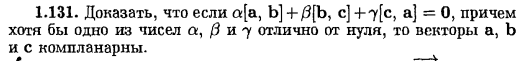 1.131. Доказать, что если α[a, b]+β[b, c]+γ[c, a] = 0, причем
хотя бы одно из чисел α, β и γ отлично от нуля, то векторы a, b
и c компланарны.